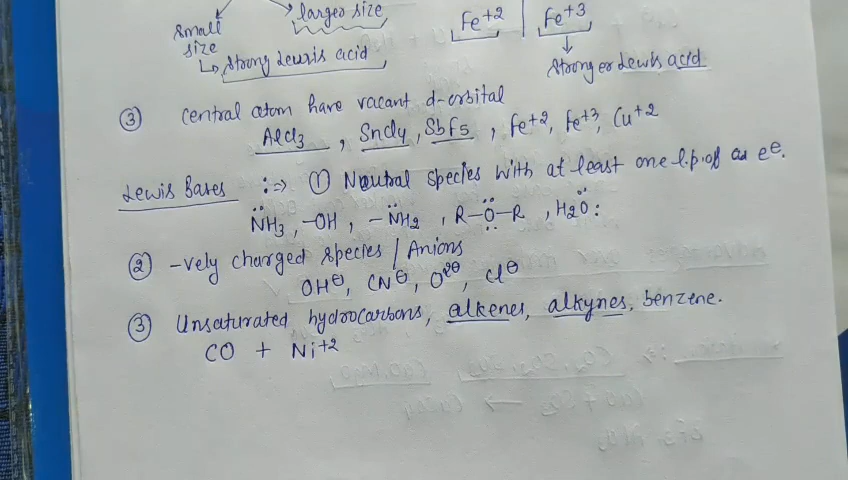 larger size
small size
Fe+2 | Fe+3
↳ strong Lewis acid
Stronger Lewis acid
③ central atom have vacant d-orbital
AlCl3, SnCl4, SbF5, Fe+2, Fe+3, Cu+2
Lewis Bases :⇒ ① Neutral species with at least one l.p. of e⊖.
N̈H3, -OH, -N̈H2, R-Ö-R, H2Ö:
② -vely charged species / Anions
OH⊖, CN⊖, O2⊖, Cl⊖
③ Unsaturated hydrocarbons, alkenes, alkynes, benzene.
CO + Ni+2